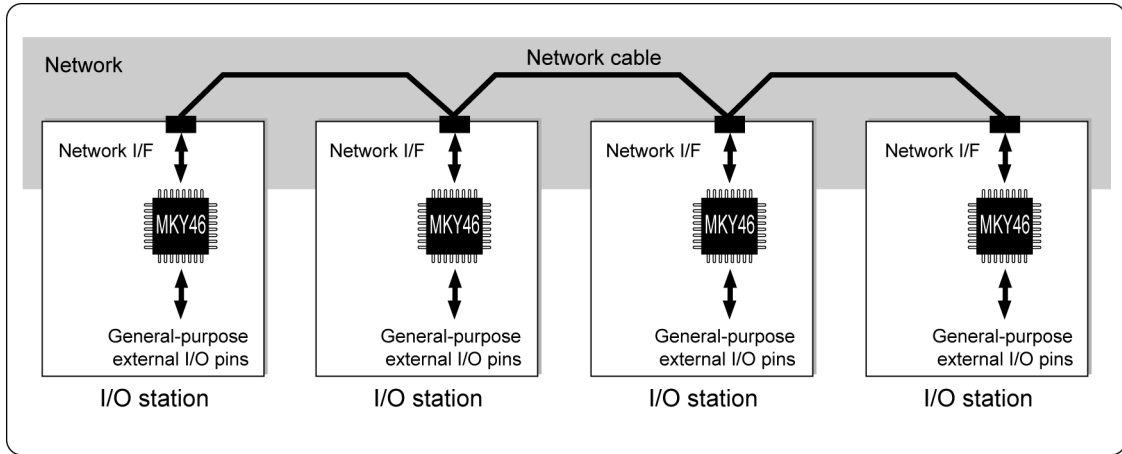 Network cable
Network
Network I/F
MKY46
General-purpose
external I/O pins
I/O station
Network I/F
MKY46
General-purpose
external I/O pins
I/O station
Network I/F
MKY46
General-purpose
external I/O pins
I/O station
Network I/F
MKY46
General-purpose
external I/O pins
I/O station